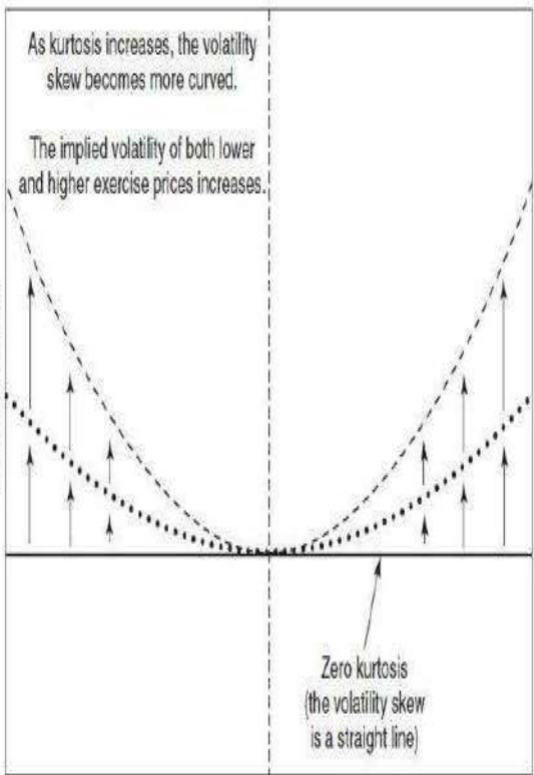 As kurtosis increases, the volatility
skew becomes more curved.
The implied volatility of both lower
and higher exercise prices increases.
Zero kurtosis
(the volatility skew
is a straight line)